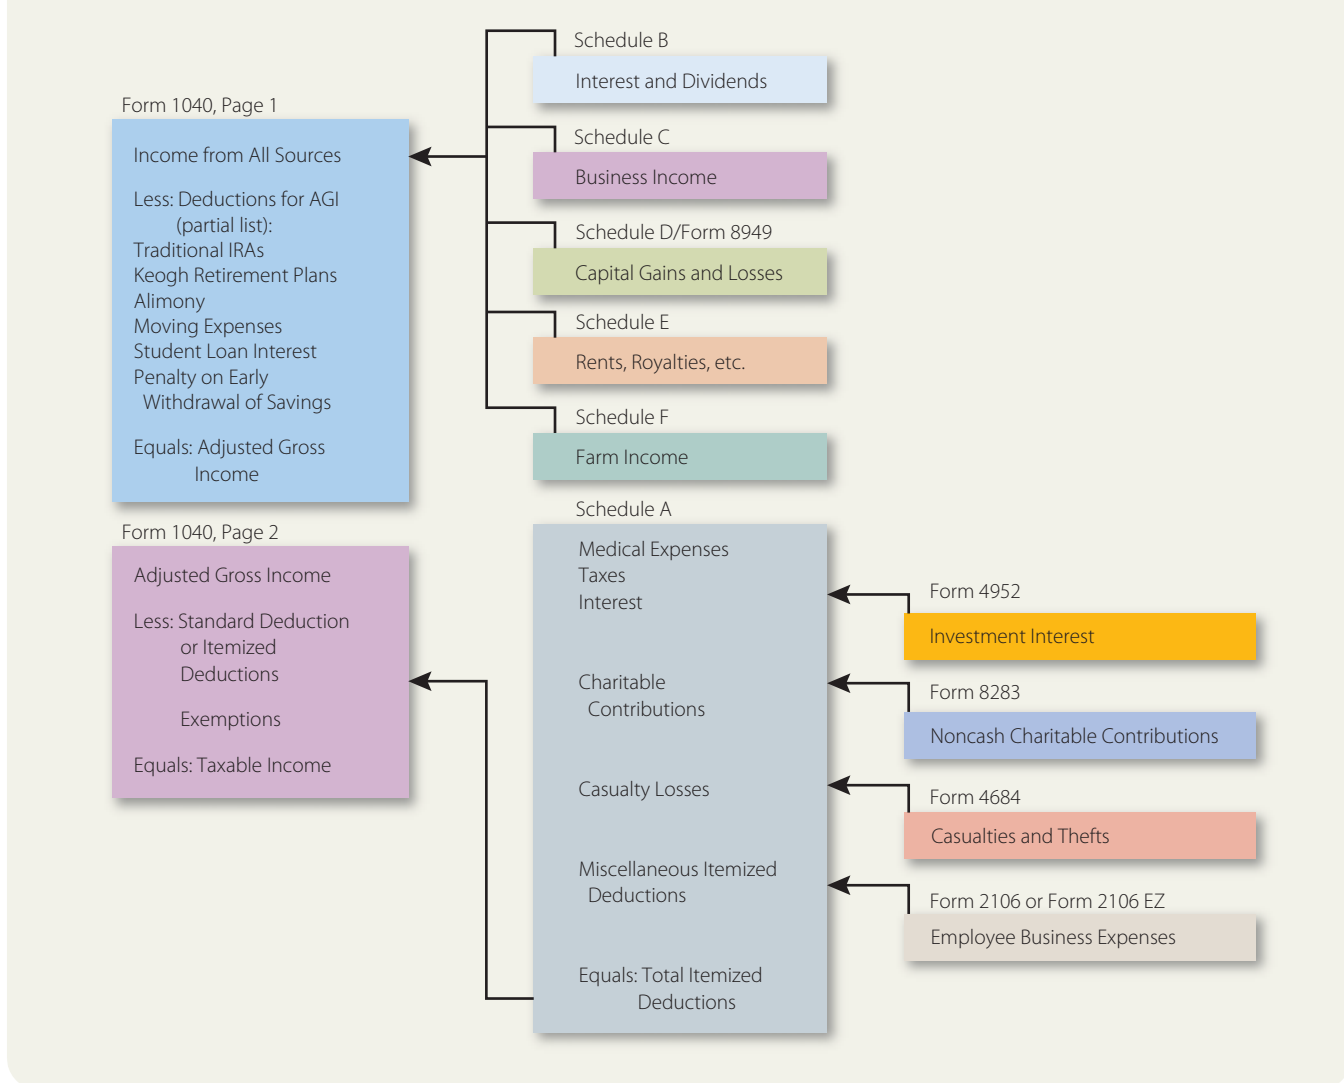 Form 1040, Page 1
Income from All Sources
Less: Deductions for AGI
(partial list):
Traditional IRAs
Keogh Retirement Plans
Alimony
Moving Expenses
Student Loan Interest
Penalty on Early
Withdrawal of Savings
Equals: Adjusted Gross
Income
Schedule B
Interest and Dividends
Schedule C
Business Income
Schedule D/Form 8949
Capital Gains and Losses
Schedule E
Rents, Royalties, etc.
Schedule F
Farm Income
Form 1040, Page 2
Adjusted Gross Income
Less: Standard Deduction
or Itemized
Deductions
Exemptions
Equals: Taxable Income
Schedule A
Medical Expenses
Taxes
Interest
Charitable
Contributions
Casualty Losses
Miscellaneous Itemized
Deductions
Equals: Total Itemized
Deductions
Form 4952
Investment Interest
Form 8283
Noncash Charitable Contributions
Form 4684
Casualties and Thefts
Form 2106 or Form 2106 EZ
Employee Business Expenses